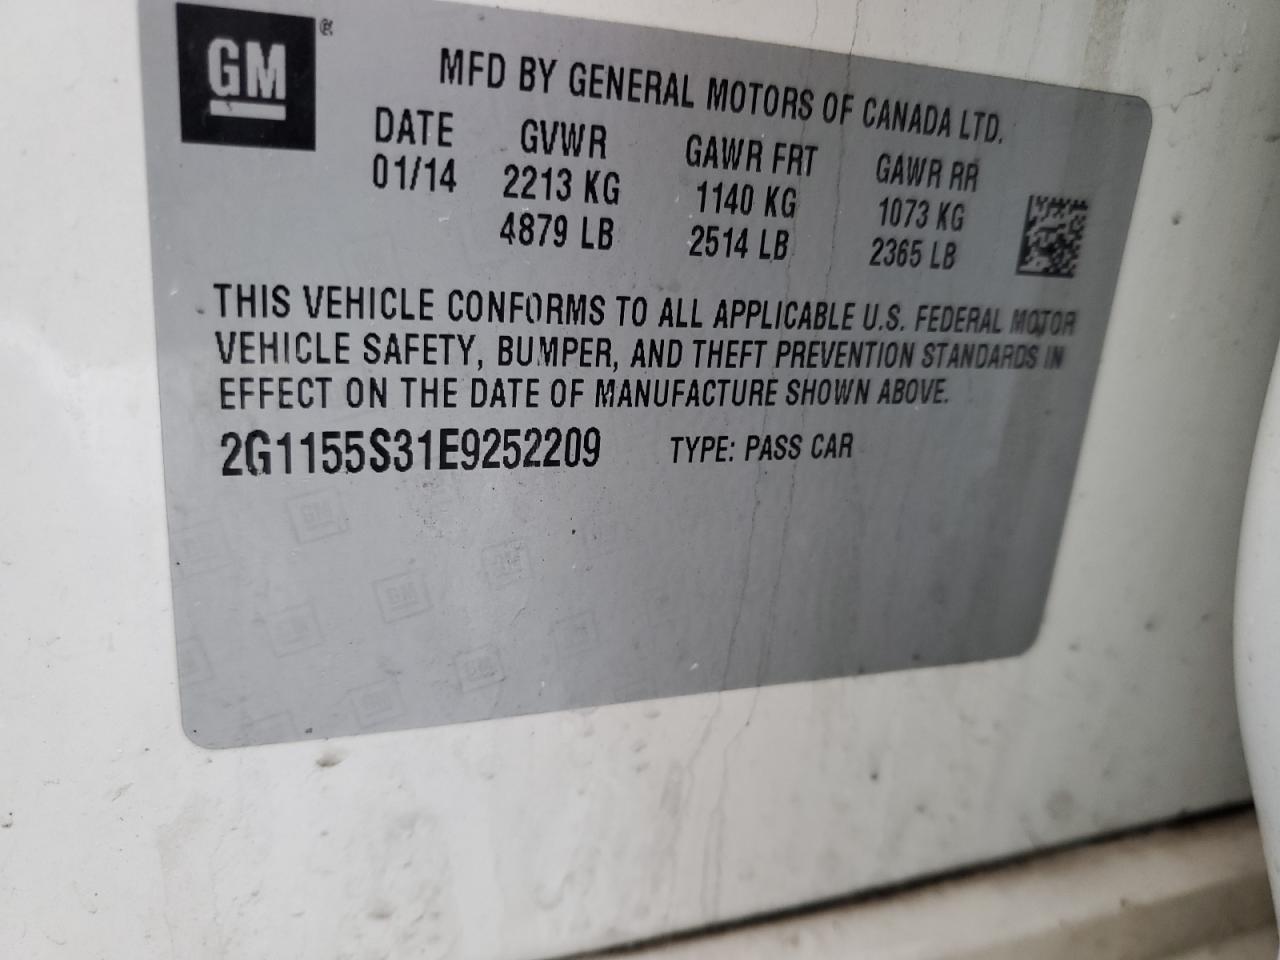 GM
MFD BY GENERAL MOTORS OF CANADA LTD.
DATE GVWR GAWR FRT GAWR RR
01/14 2213 KG 1140 KG 1073 KG
4879 LB 2514 LB 2365 LB
THIS VEHICLE CONFORMS TO ALL APPLICABLE U.S. FEDERAL MOTOR
VEHICLE SAFETY, BUMPER, AND THEFT PREVENTION STANDARDS IN
EFFECT ON THE DATE OF MANUFACTURE SHOWN ABOVE.
2G1155S31E9252209 TYPE: PASS CAR